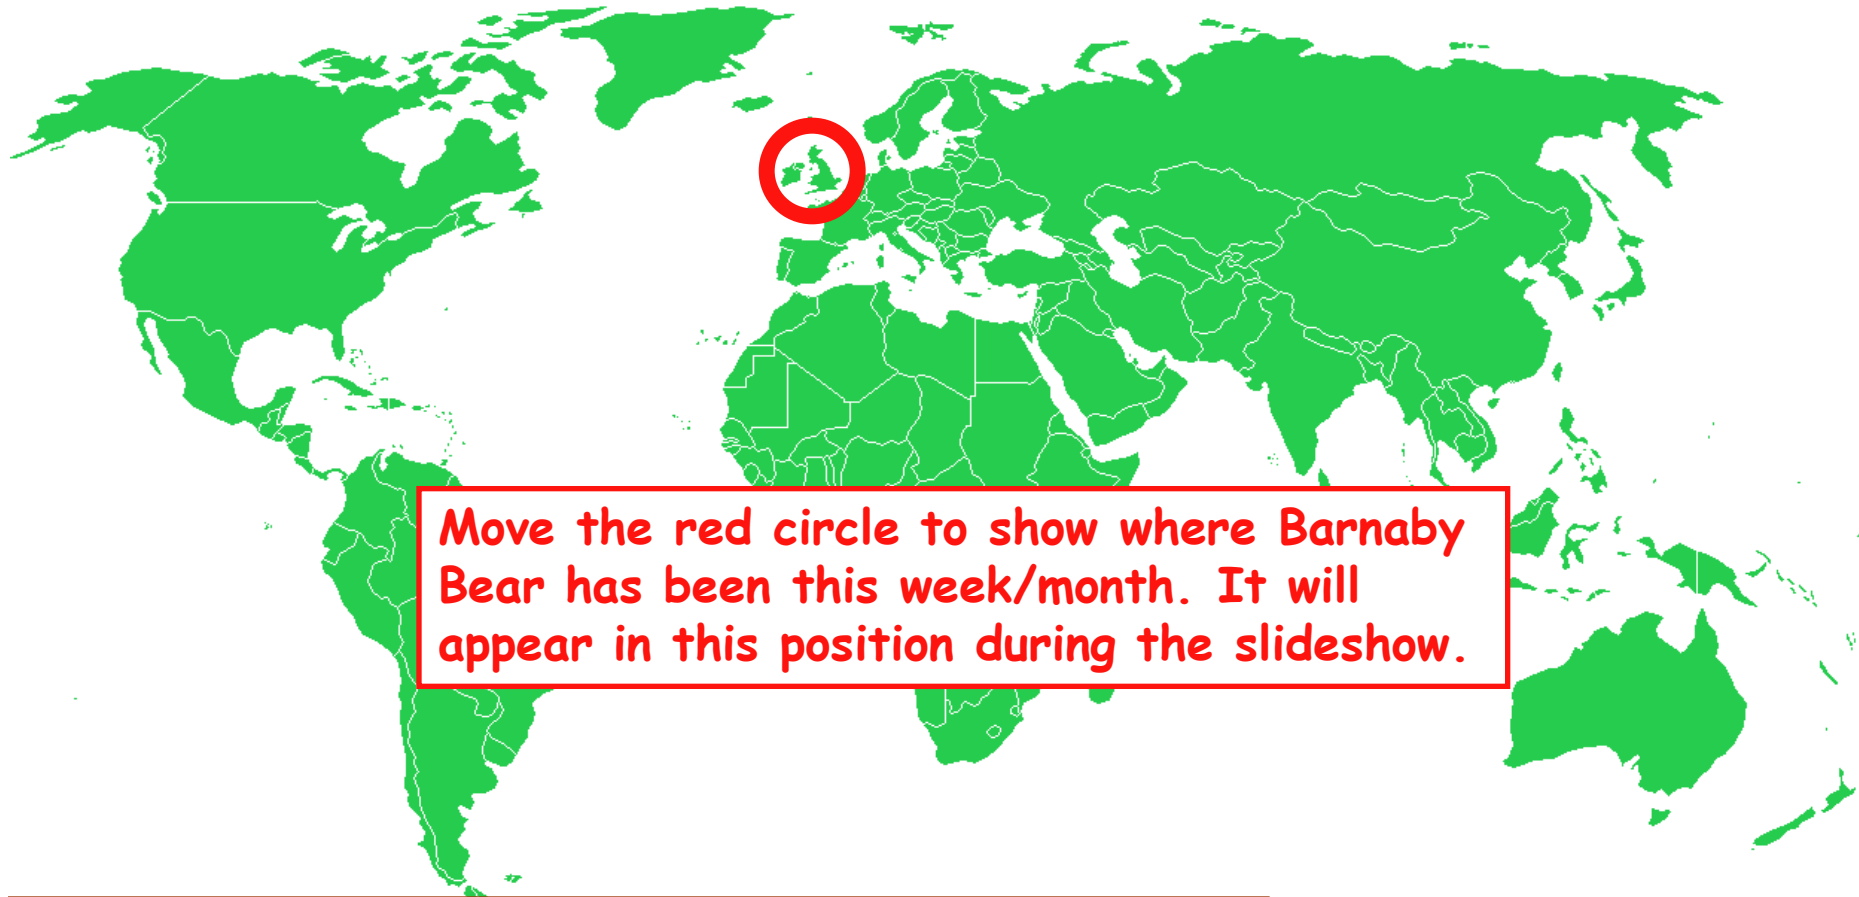 Move the red circle to show where Barnaby
Bear has been this week/month. It will
appear in this position during the slideshow.